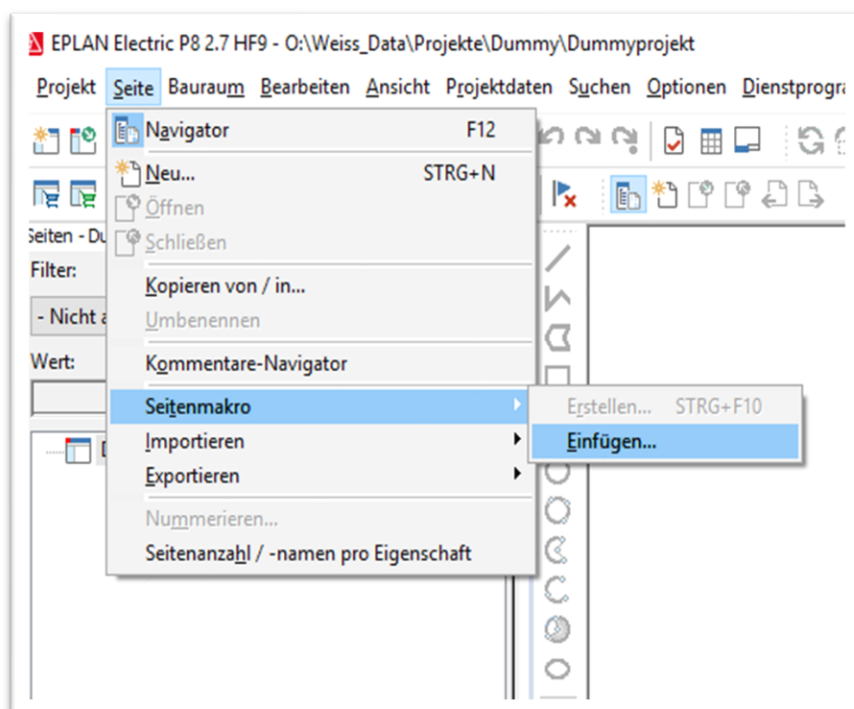 EPLAN Electric P8 2.7 HF9 - O:\Weiss_Data\Projekte\Dummy\Dummyprojekt
Projekt Seite Bauraum Bearbeiten Ansicht Projektdaten Suchen Optionen Dienstprogra
Navigator F12
Neu... STRG+N
Öffnen
Seiten - Du
Schließen
Filter:
Kopieren von / in...
- Nicht a
Umbenennen
Wert:
Kommentare-Navigator
Seitenmakro
Erstellen... STRG+F10
Importieren
Einfügen...
Exportieren
Nummerieren...
Seitenanzahl / -namen pro Eigenschaft